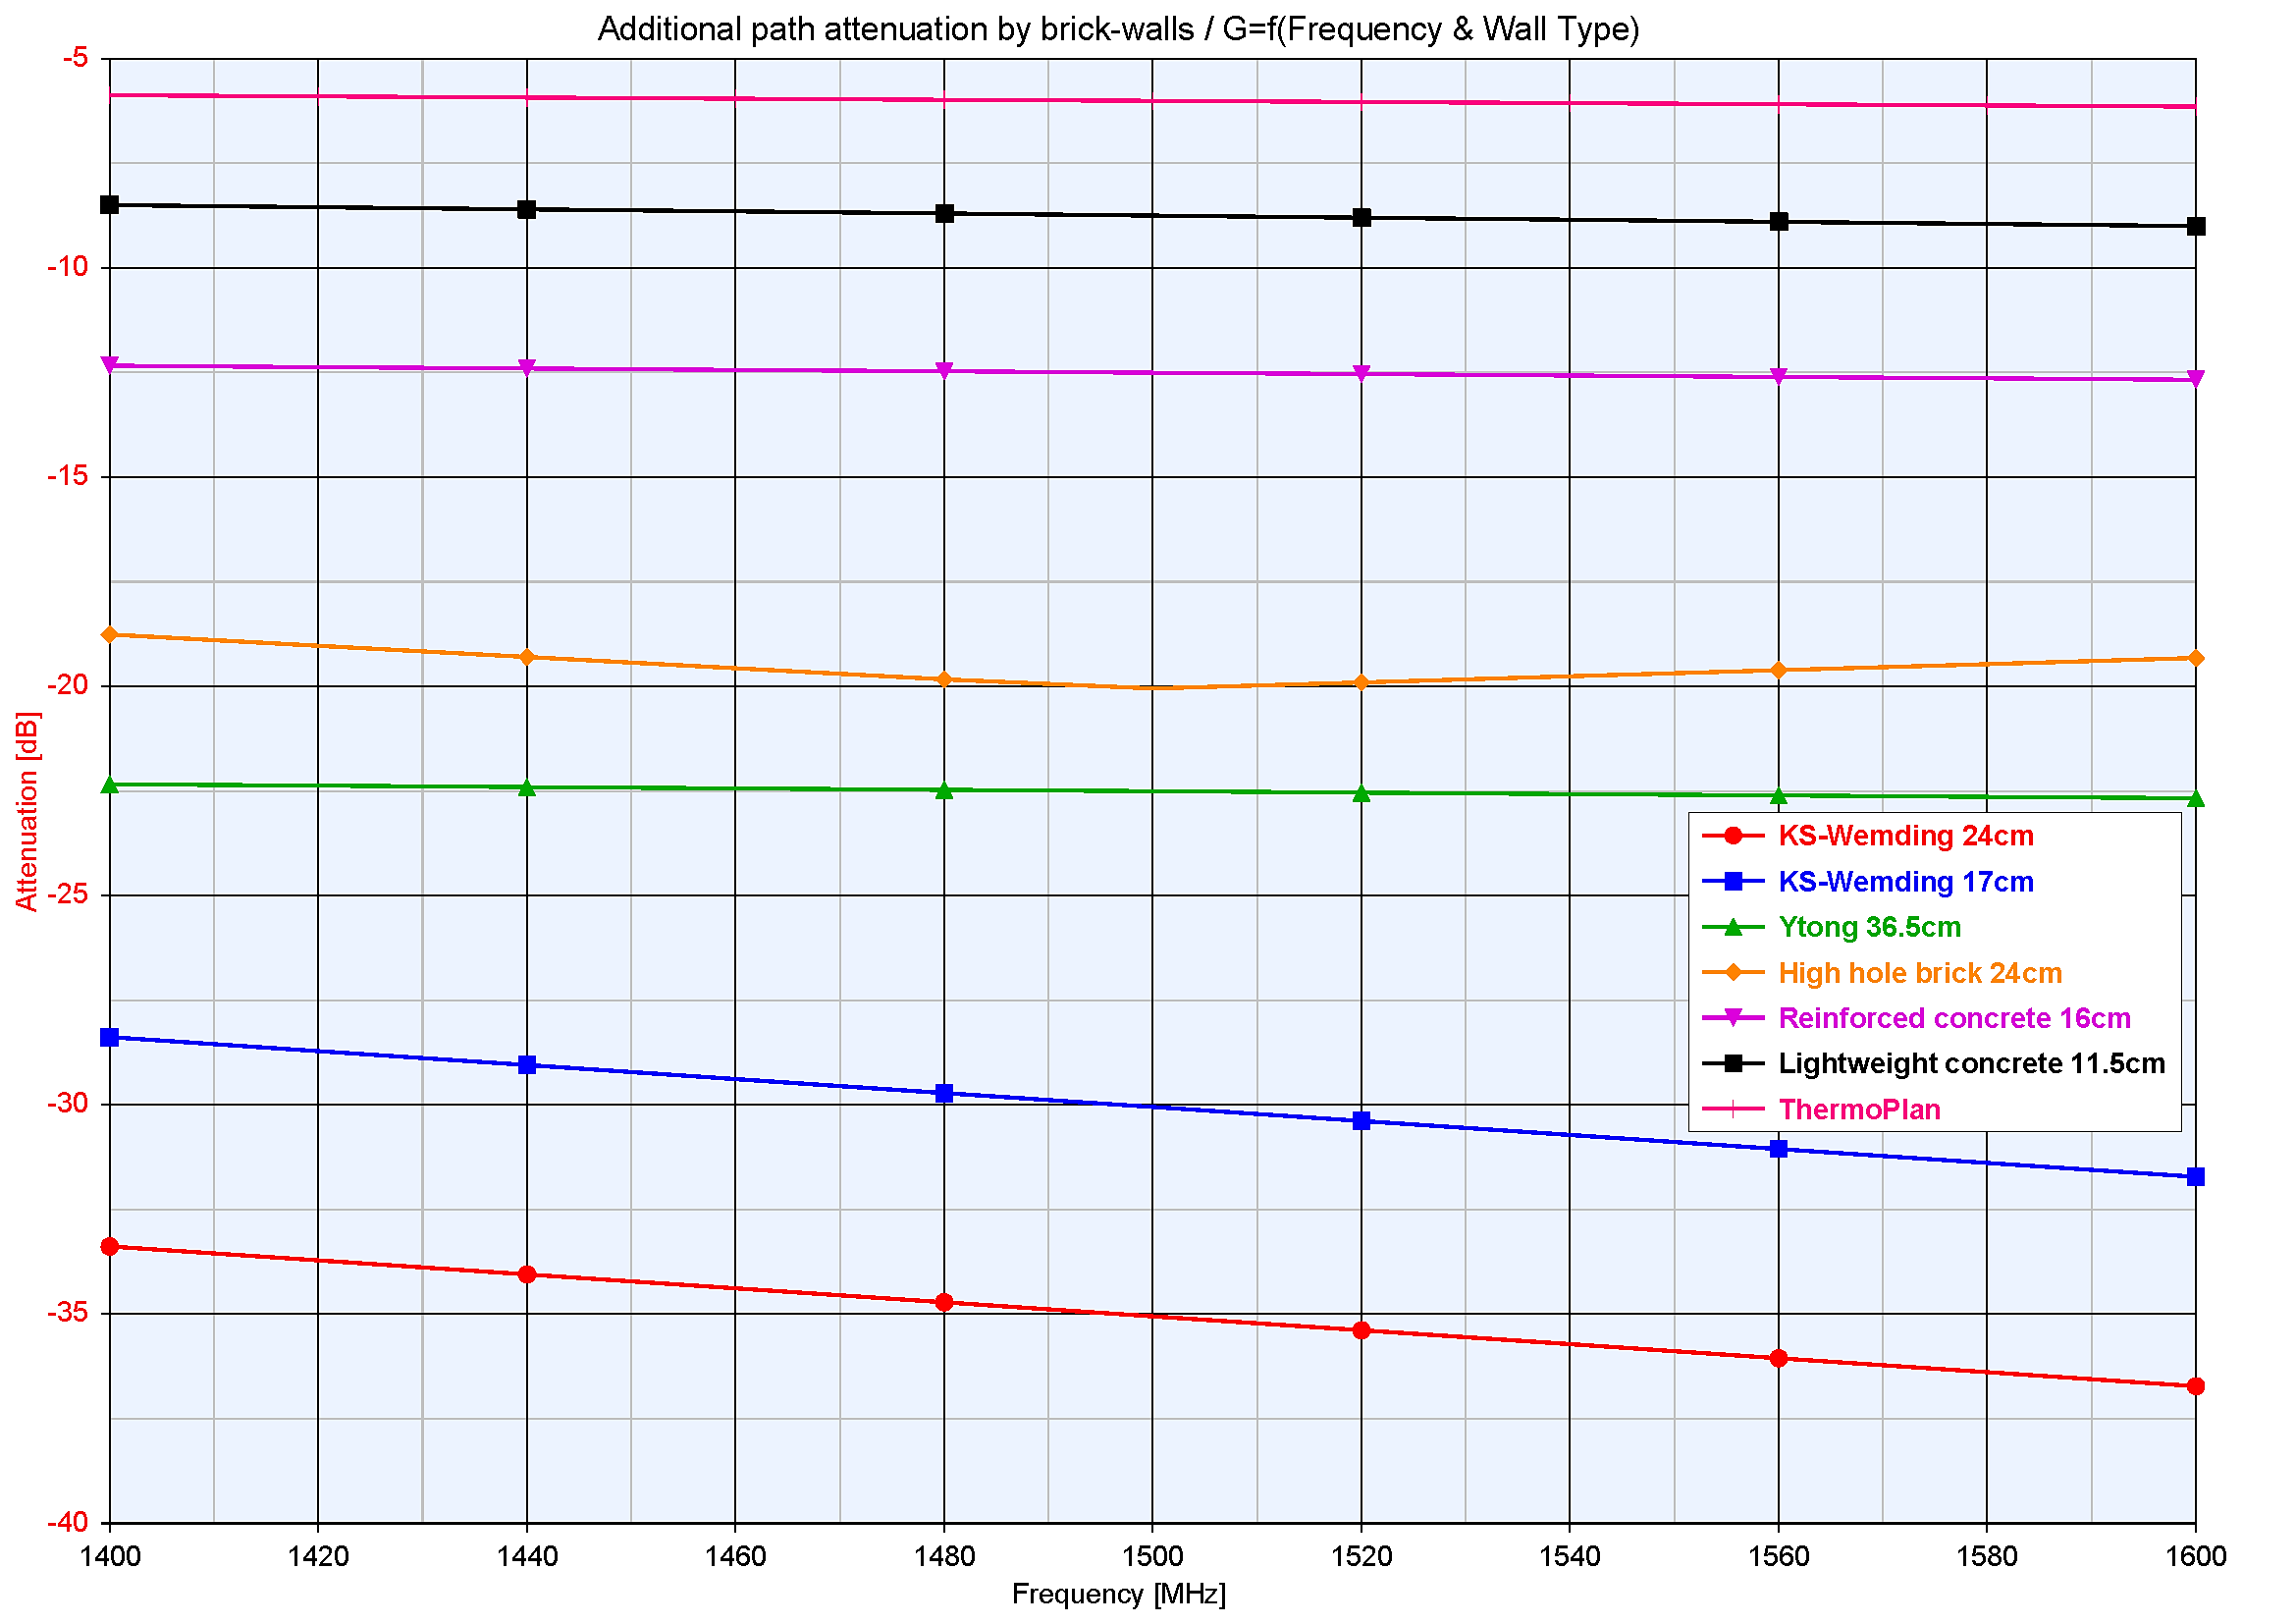 Additional path attenuation by brick-walls / G=f(Frequency & Wall Type)
-5
-10
-15
-20
-25
-30
-35
-40
Attenuation [dB]
KS-Wemding 24cm
KS-Wemding 17cm
Ytong 36.5cm
High hole brick 24cm
Reinforced concrete 16cm
Lightweight concrete 11.5cm
ThermoPlan
1400 1420 1440 1460 1480 1500 1520 1540 1560 1580 1600
Frequency [MHz]